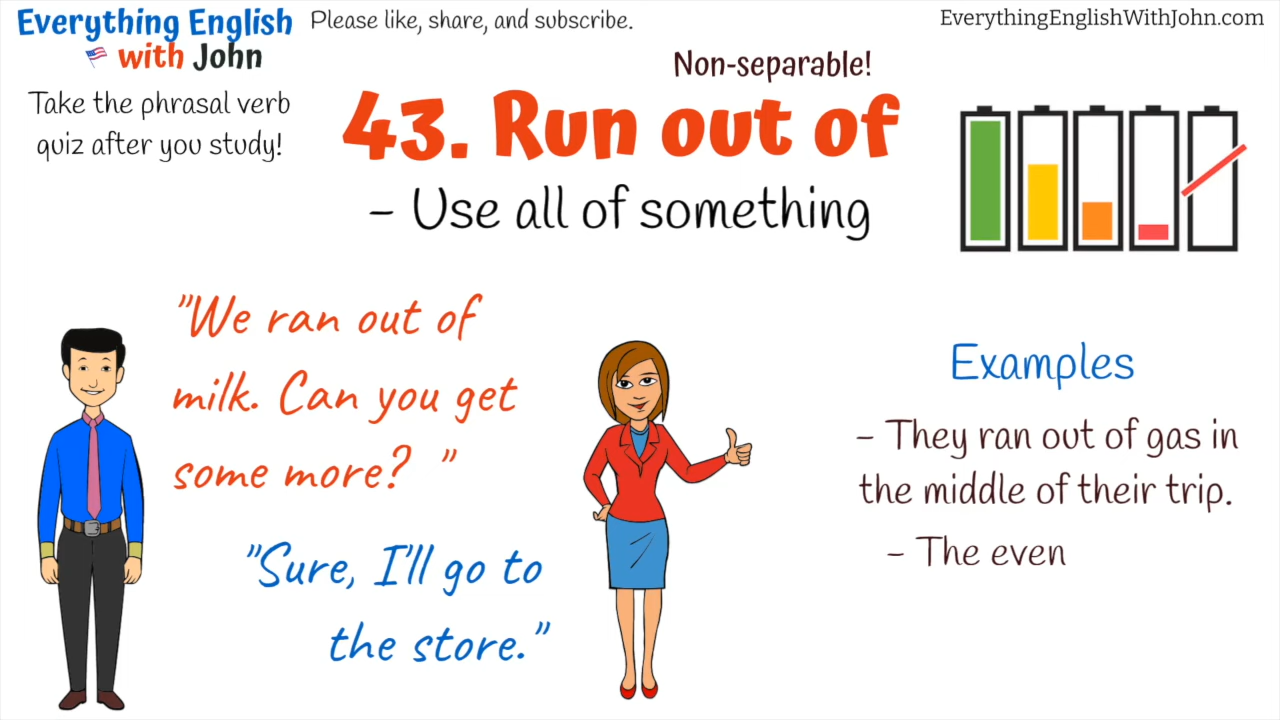 Everything English
with John
Please like, share, and subscribe.
EverythingEnglishWithJohn.com
Take the phrasal verb
quiz after you study!
Non-separable!
43. Run out of
- Use all of something
"We ran out of
milk. Can you get
some more? "
"Sure, I'll go to
the store."
Examples
- They ran out of gas in
the middle of their trip.
- The even